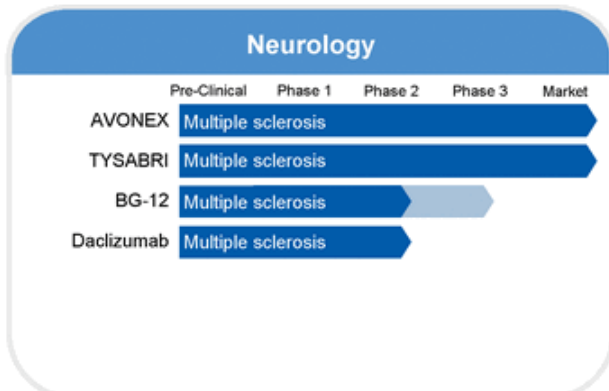 Neurology
Pre-Clinical Phase 1 Phase 2 Phase 3 Market
AVONEX Multiple sclerosis
TYSABRI Multiple sclerosis
BG-12 Multiple sclerosis
Daclizumab Multiple sclerosis